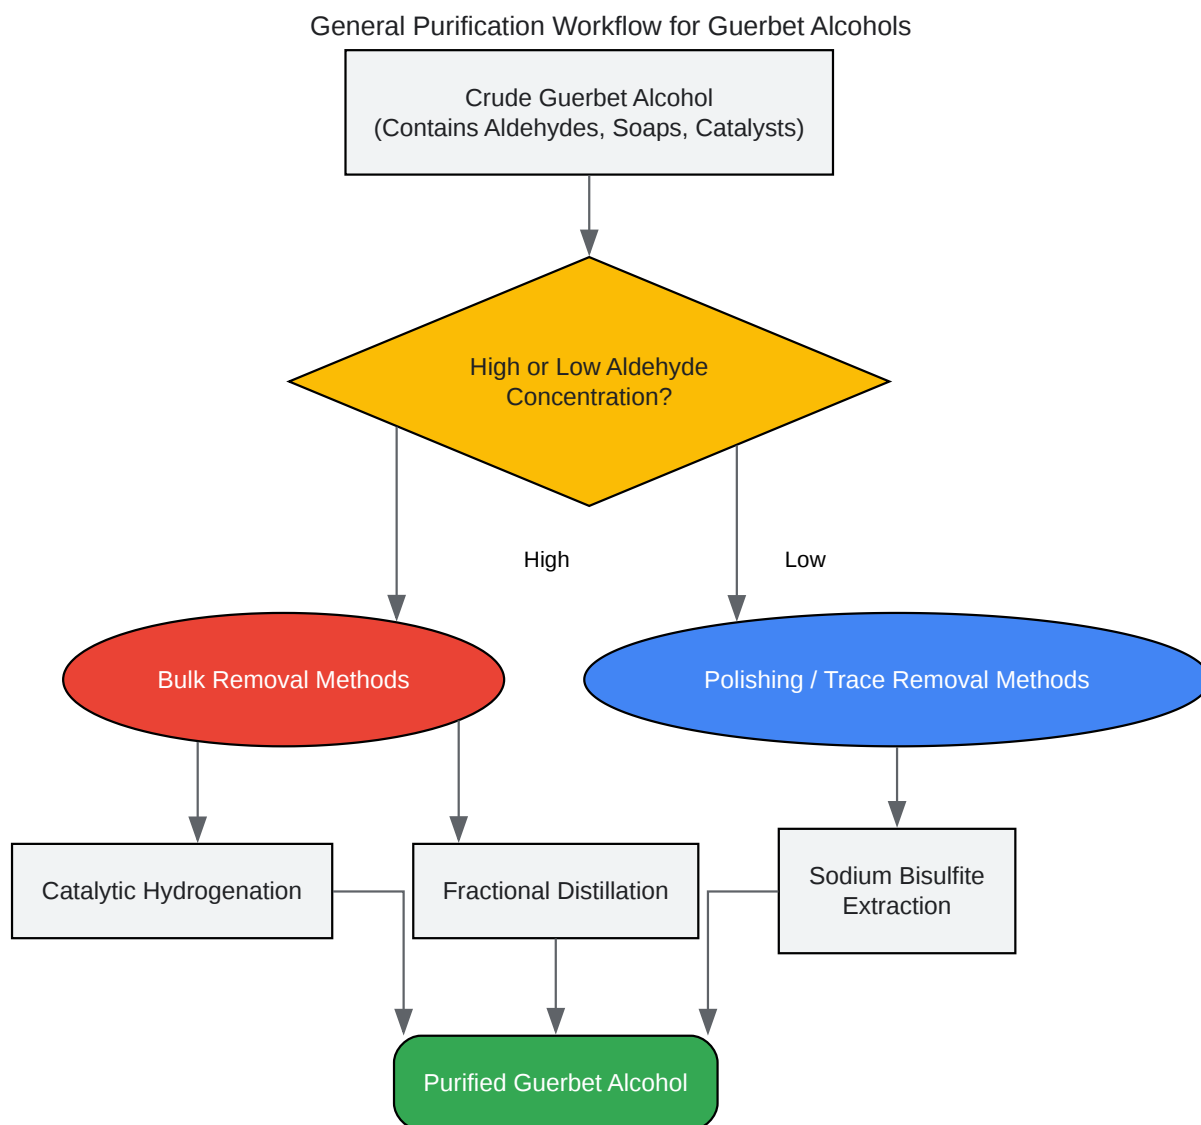 General Purification Workflow for Guerbet Alcohols
Crude Guerbet Alcohol
(Contains Aldehydes, Soaps, Catalysts)
High or Low Aldehyde
Concentration?
High
Low
Bulk Removal Methods
Polishing / Trace Removal Methods
Catalytic Hydrogenation
Fractional Distillation
Sodium Bisulfite
Extraction
Purified Guerbet Alcohol